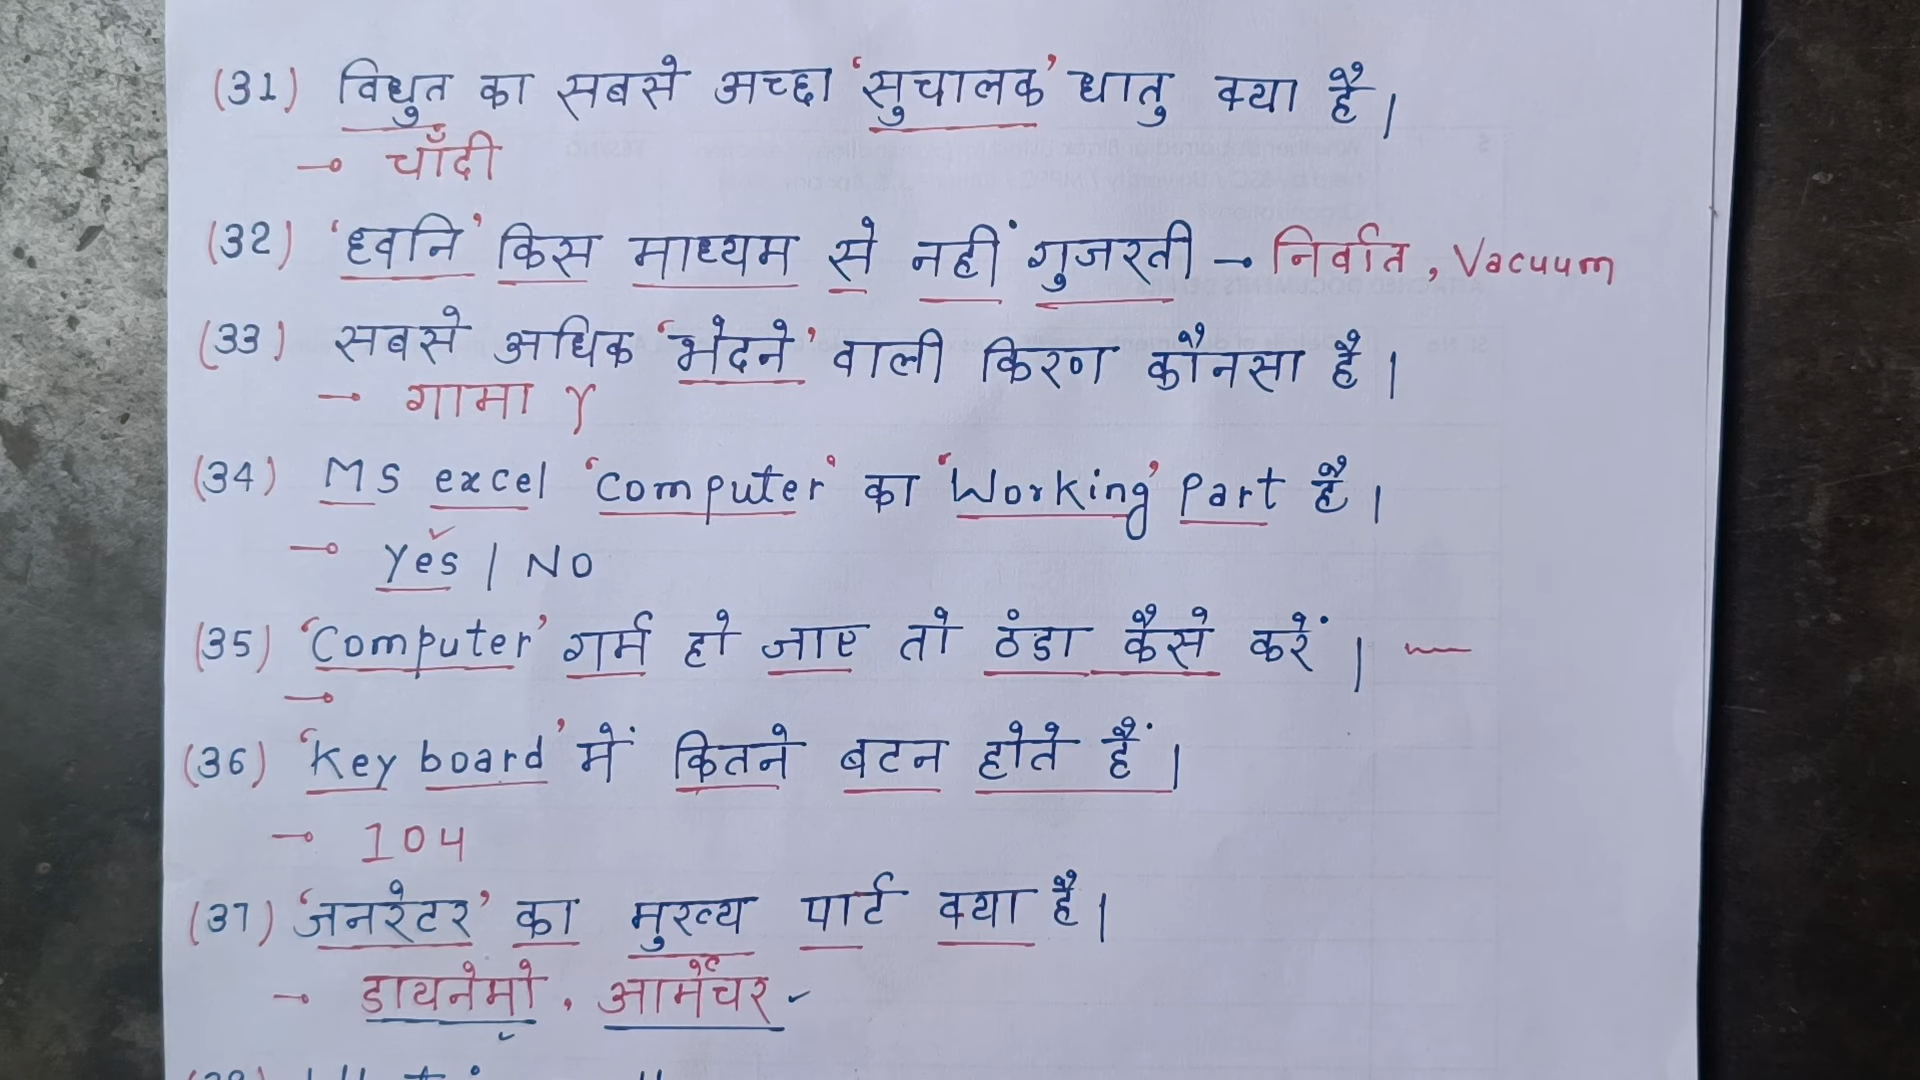 (31) विधुत का सबसे अच्छा 'सुचालक' धातु क्या है।
→ चाँदी
(32) 'ध्वनि' किस माध्यम से नहीं गुजरती → निर्वात, Vacuum
(33) सबसे अधिक 'भेदने' वाली किरण कौनसा है।
→ गामा γ
(34) MS excel 'Computer' का 'Working' Part है।
→ Yes / NO
(35) 'Computer' गर्म हो जाए तो ठंडा कैसे करें। —
→
(36) 'Key board' में कितने बटन होते हैं।
→ 104
(37) 'जनरेटर' का मुख्य पार्ट क्या है।
→ डायनेमो, आर्मेचर ✓